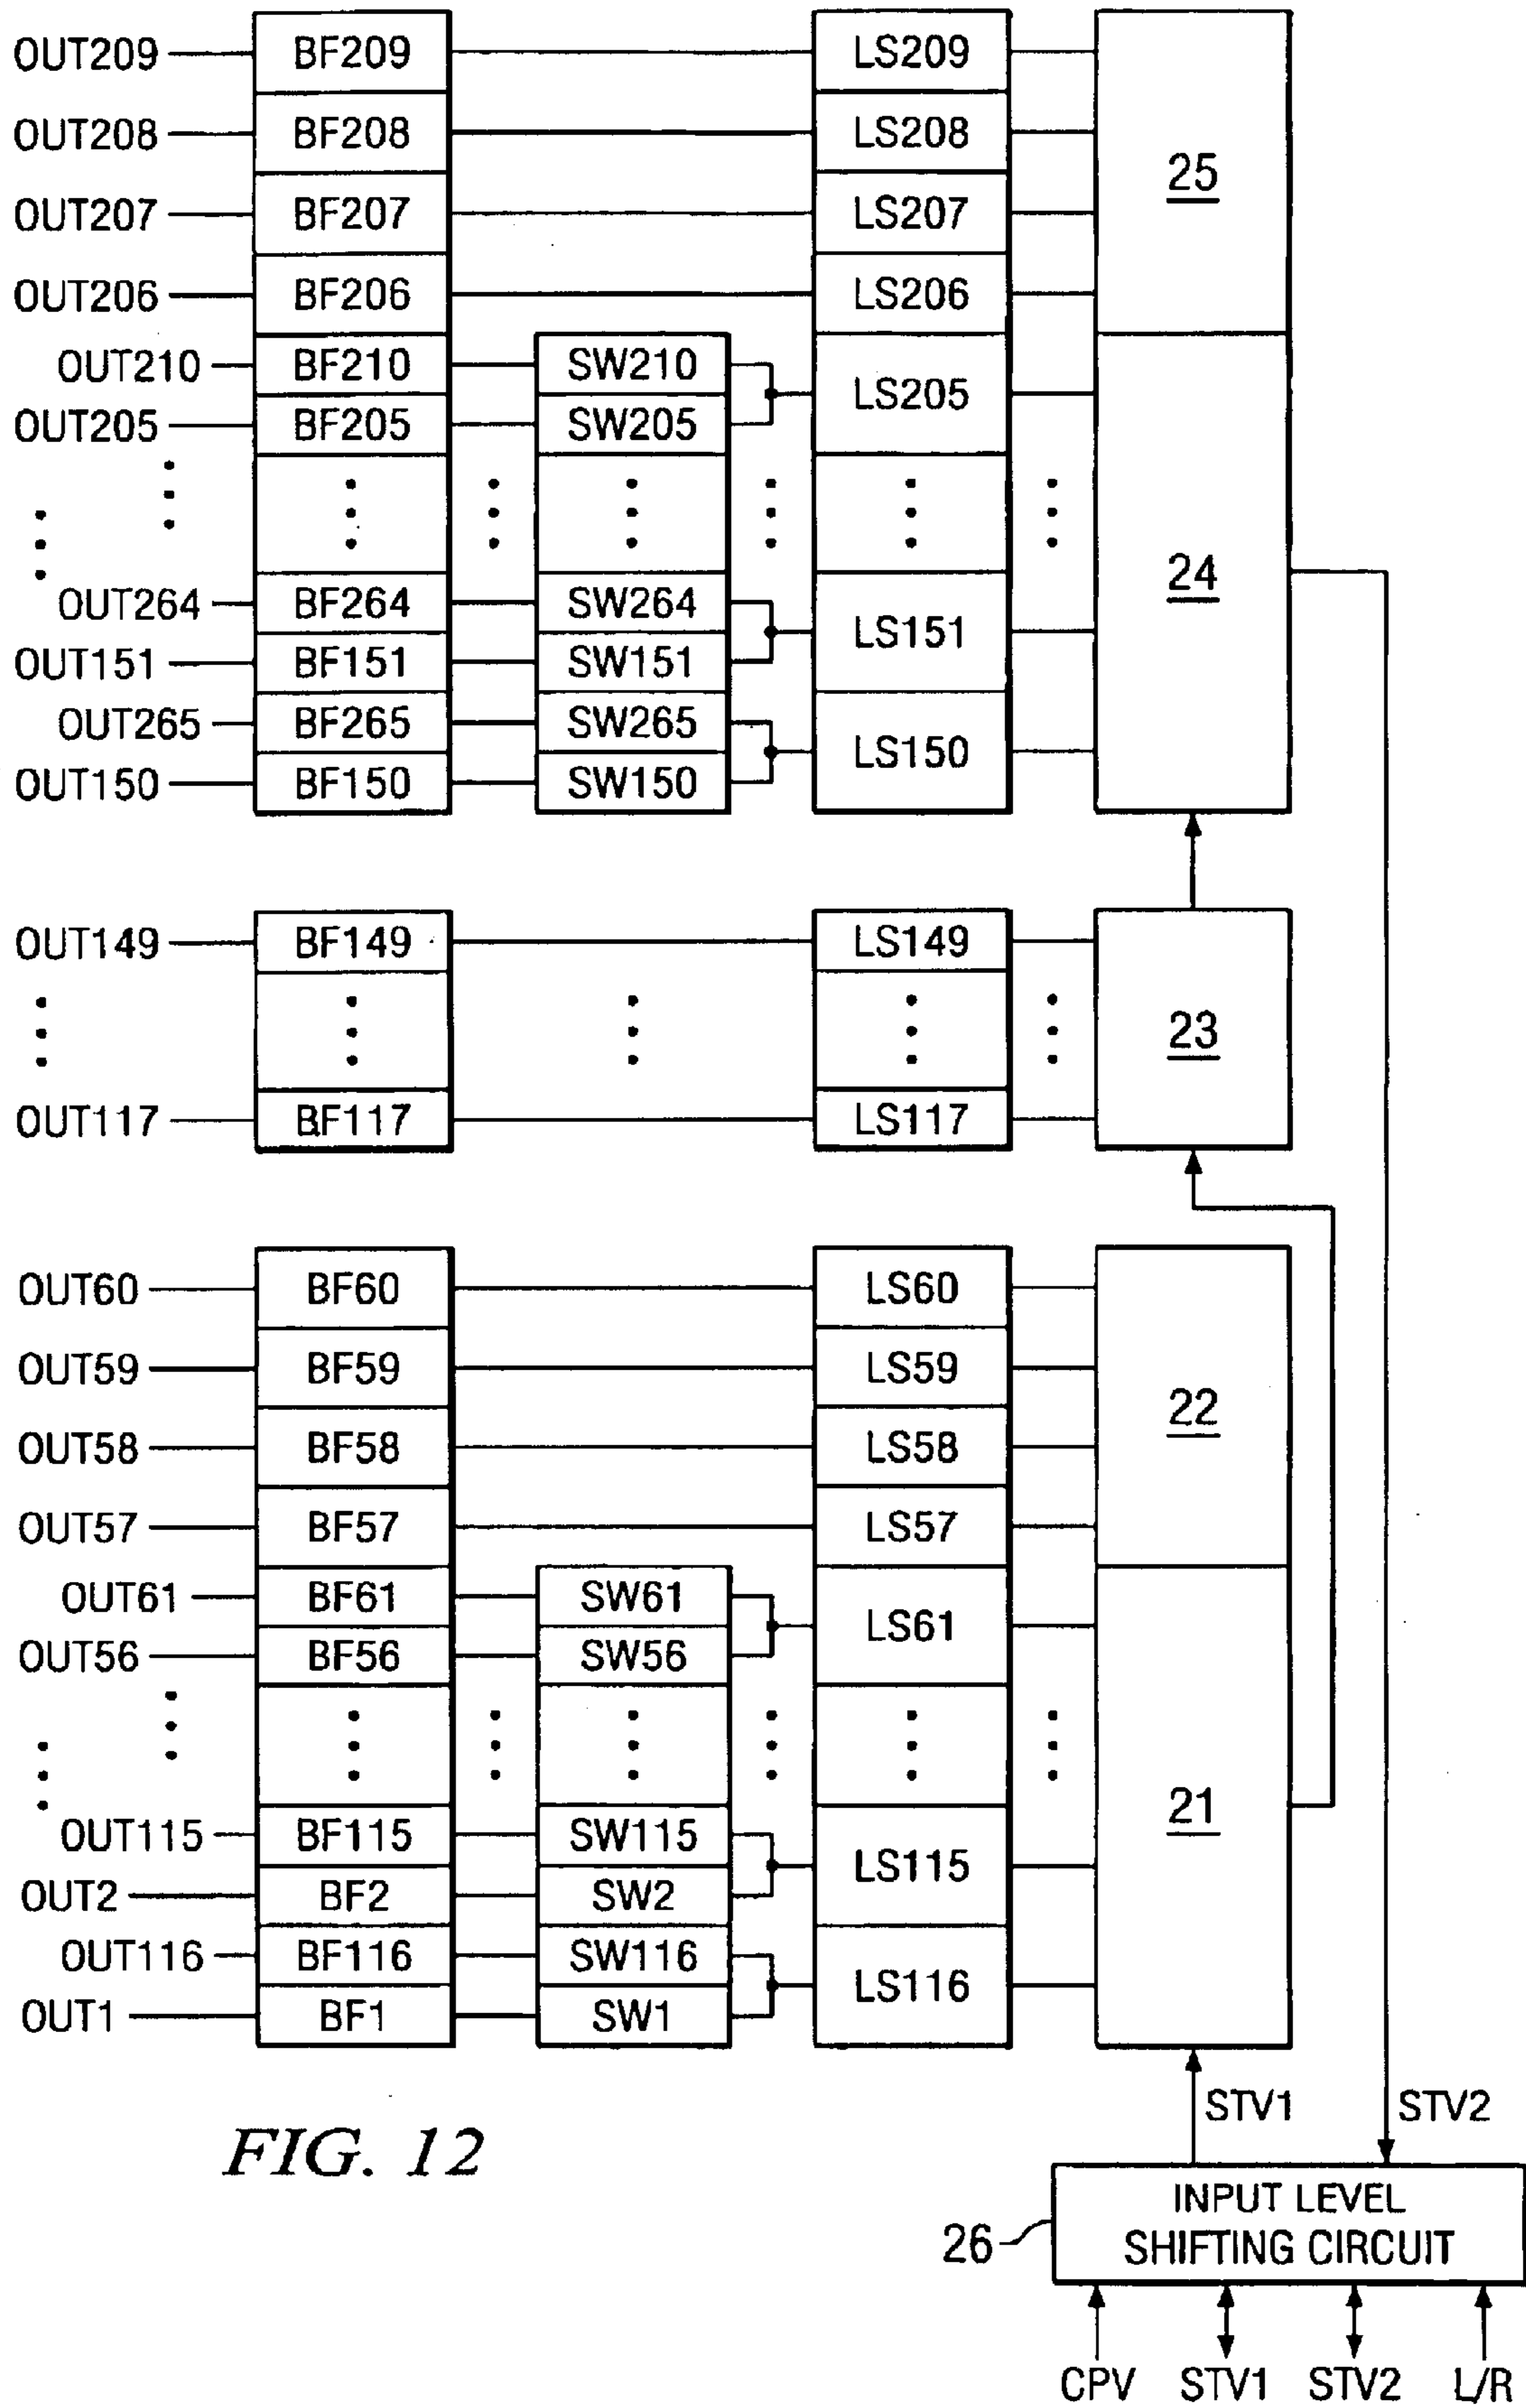 OUT209 BF209 LS209
OUT208 BF208 LS208
25
OUT207 BF207 LS207
OUT206 BF206 LS206
OUT210 BF210 SW210
LS205
OUT205 BF205 SW205
24
OUT264 BF264 SW264
LS151
OUT151 BF151 SW151
OUT265 BF265 SW265
LS150
OUT150 BF150 SW150
OUT149 BF149 LS149
23
OUT117 BF117 LS117
OUT60 BF60 LS60
OUT59 BF59 LS59
22
OUT58 BF58 LS58
OUT57 BF57 LS57
OUT61 BF61 SW61
LS61
OUT56 BF56 SW56
21
OUT115 BF115 SW115
LS115
OUT2 BF2 SW2
OUT116 BF116 SW116
LS116
OUT1 BF1 SW1
STV1 STV2
FIG. 12
INPUT LEVEL
SHIFTING CIRCUIT
26
CPV STV1 STV2 L/R